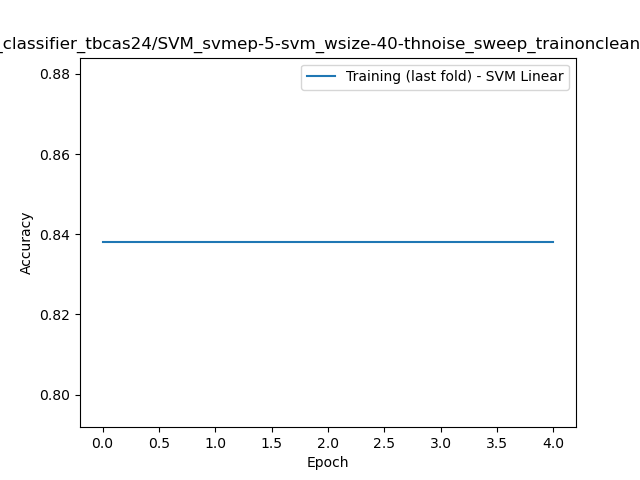 _classifier_tbcas24/SVM_svmep-5-svm_wsize-40-thnoise_sweep_trainonclean
Training (last fold) - SVM Linear
Accuracy
0.88
0.86
0.84
0.82
0.80
0.0 0.5 1.0 1.5 2.0 2.5 3.0 3.5 4.0
Epoch